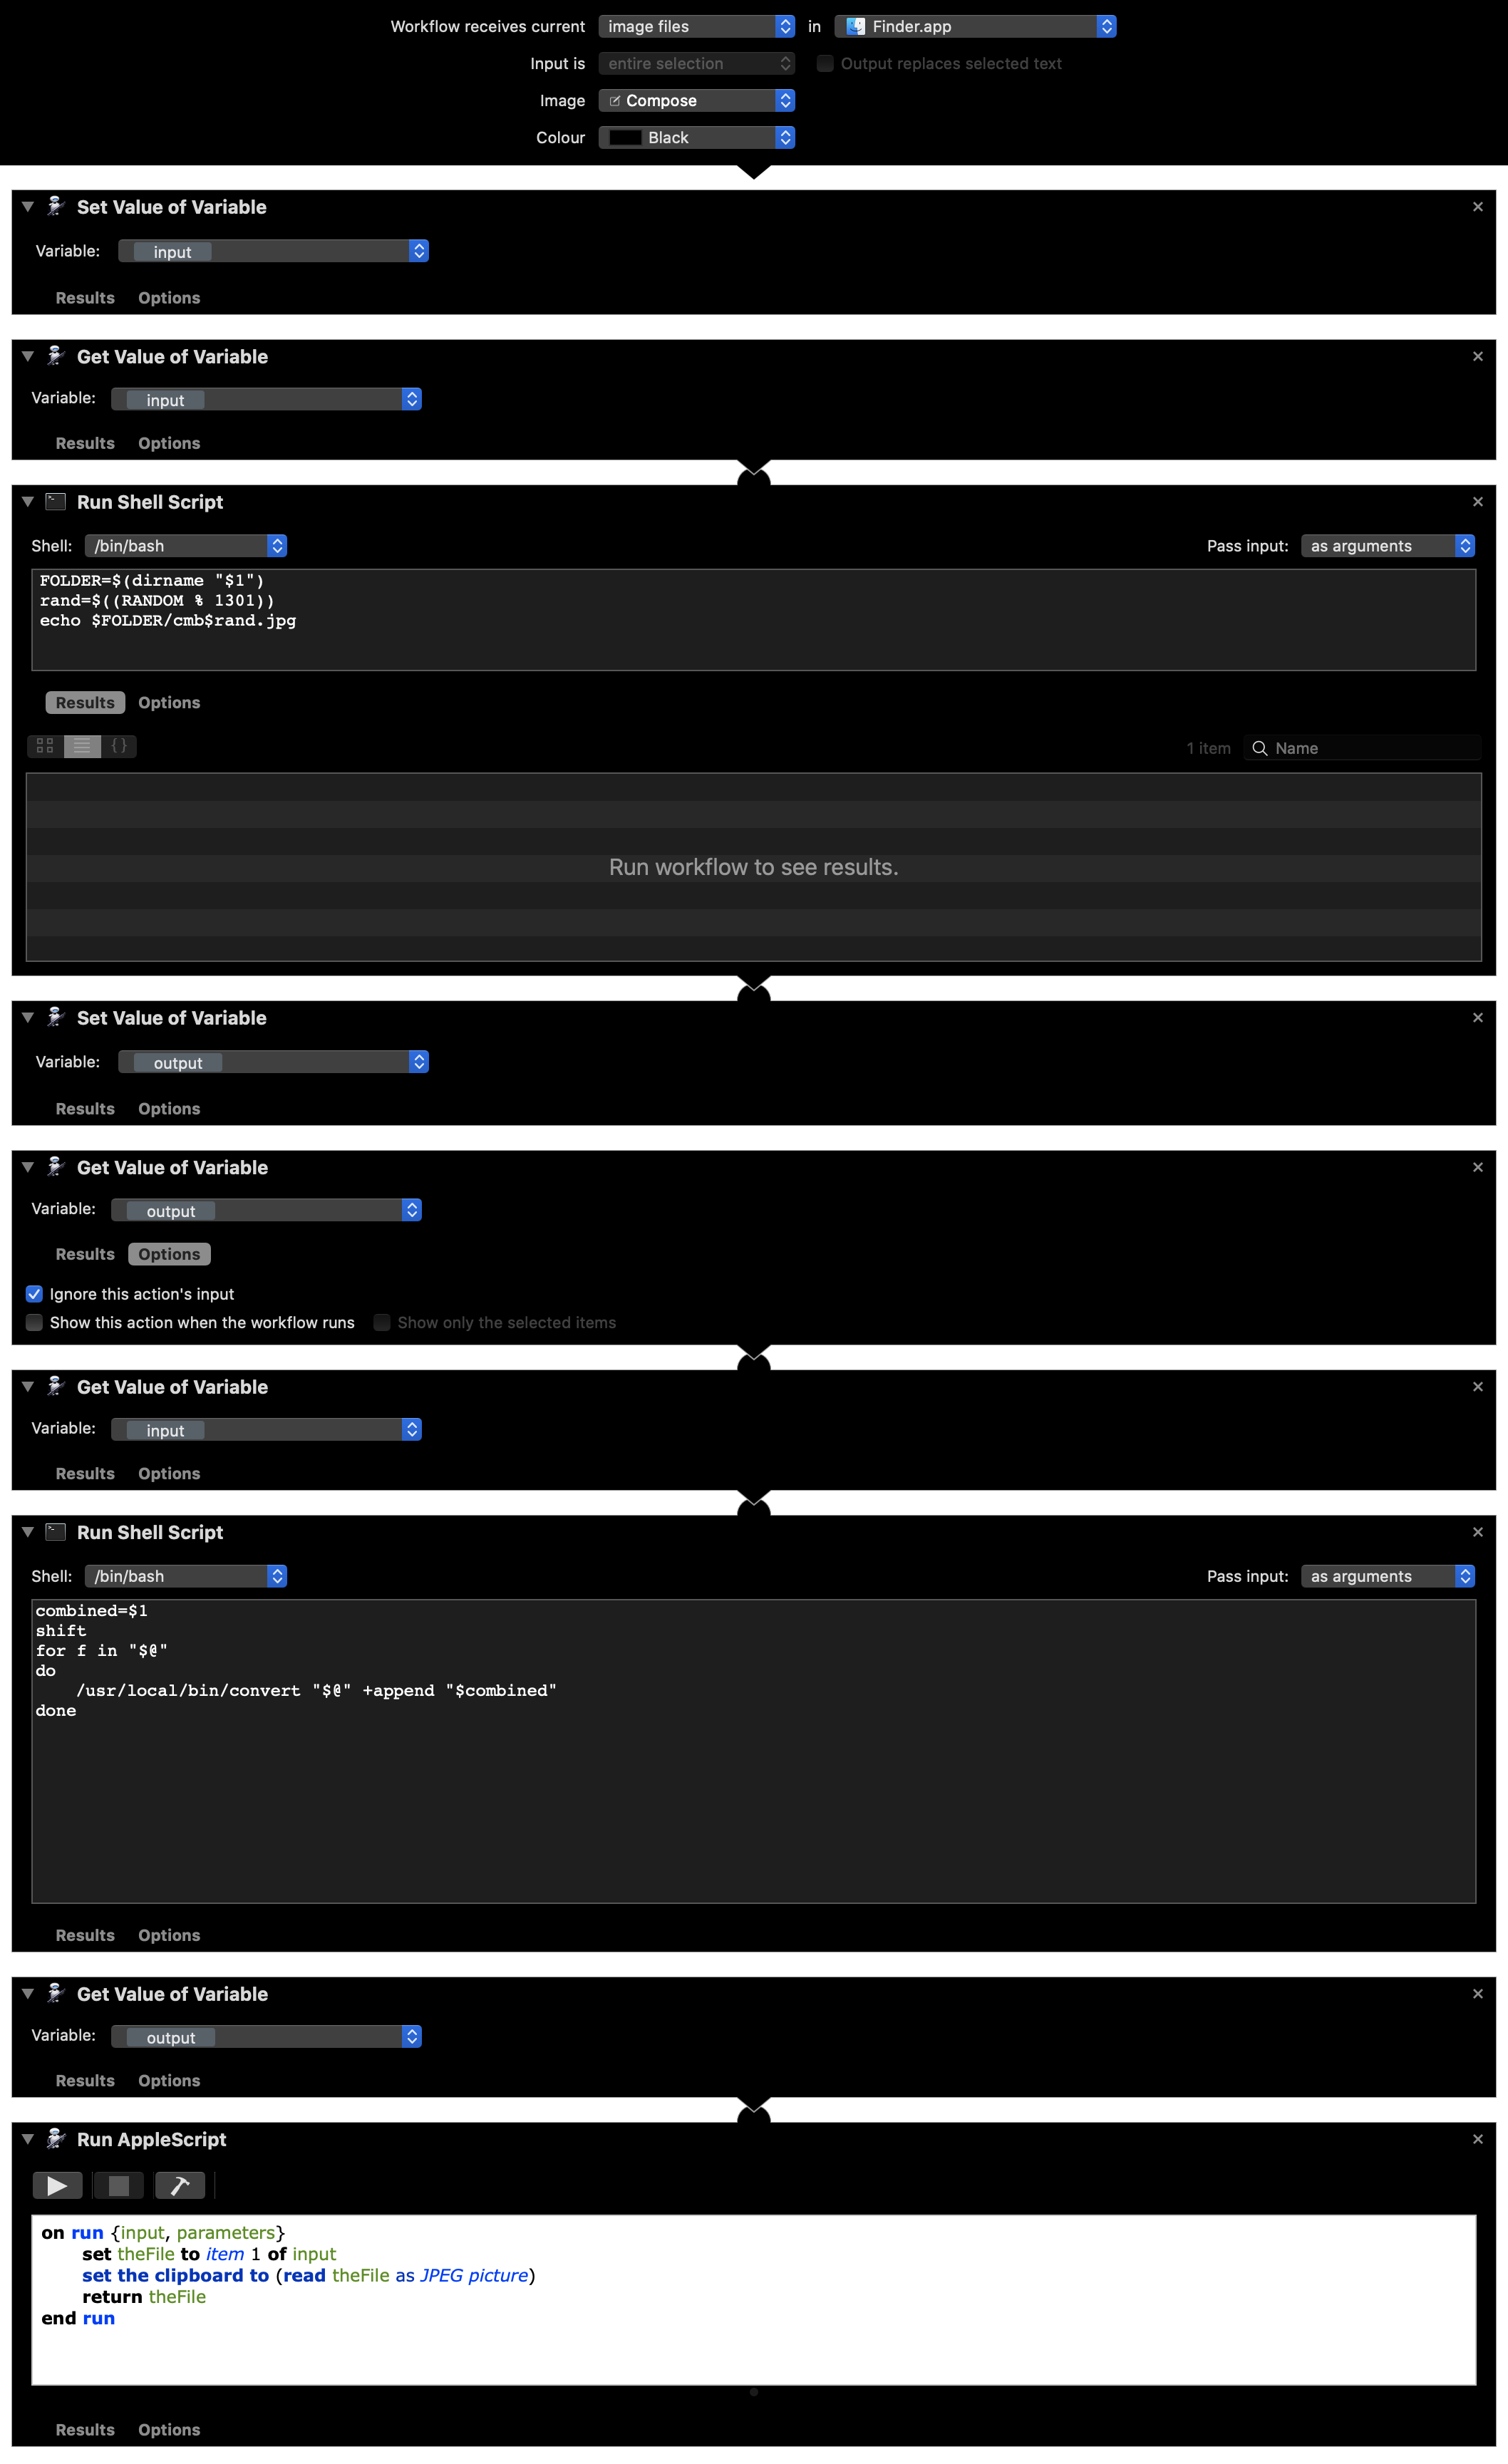 Workflow receives current image files in Finder.app
Input is entire selection Output replaces selected text
Image Compose
Colour Black
Set Value of Variable
Variable: input
Results Options
Get Value of Variable
Variable: input
Results Options
Run Shell Script
Shell: /bin/bash Pass input: as arguments
FOLDER=$(dirname "$1")
rand=$((RANDOM % 1301))
echo $FOLDER/cmb$rand.jpg
Results Options
1 item Name
Run workflow to see results.
Set Value of Variable
Variable: output
Results Options
Get Value of Variable
Variable: output
Results Options
Ignore this action's input
Show this action when the workflow runs Show only the selected items
Get Value of Variable
Variable: input
Results Options
Run Shell Script
Shell: /bin/bash Pass input: as arguments
combined=$1
shift
for f in "$@"
do
/usr/local/bin/convert "$@" +append "$combined"
done
Results Options
Get Value of Variable
Variable: output
Results Options
Run AppleScript
on run {input, parameters}
set theFile to item 1 of input
set the clipboard to (read theFile as JPEG picture)
return theFile
end run
Results Options